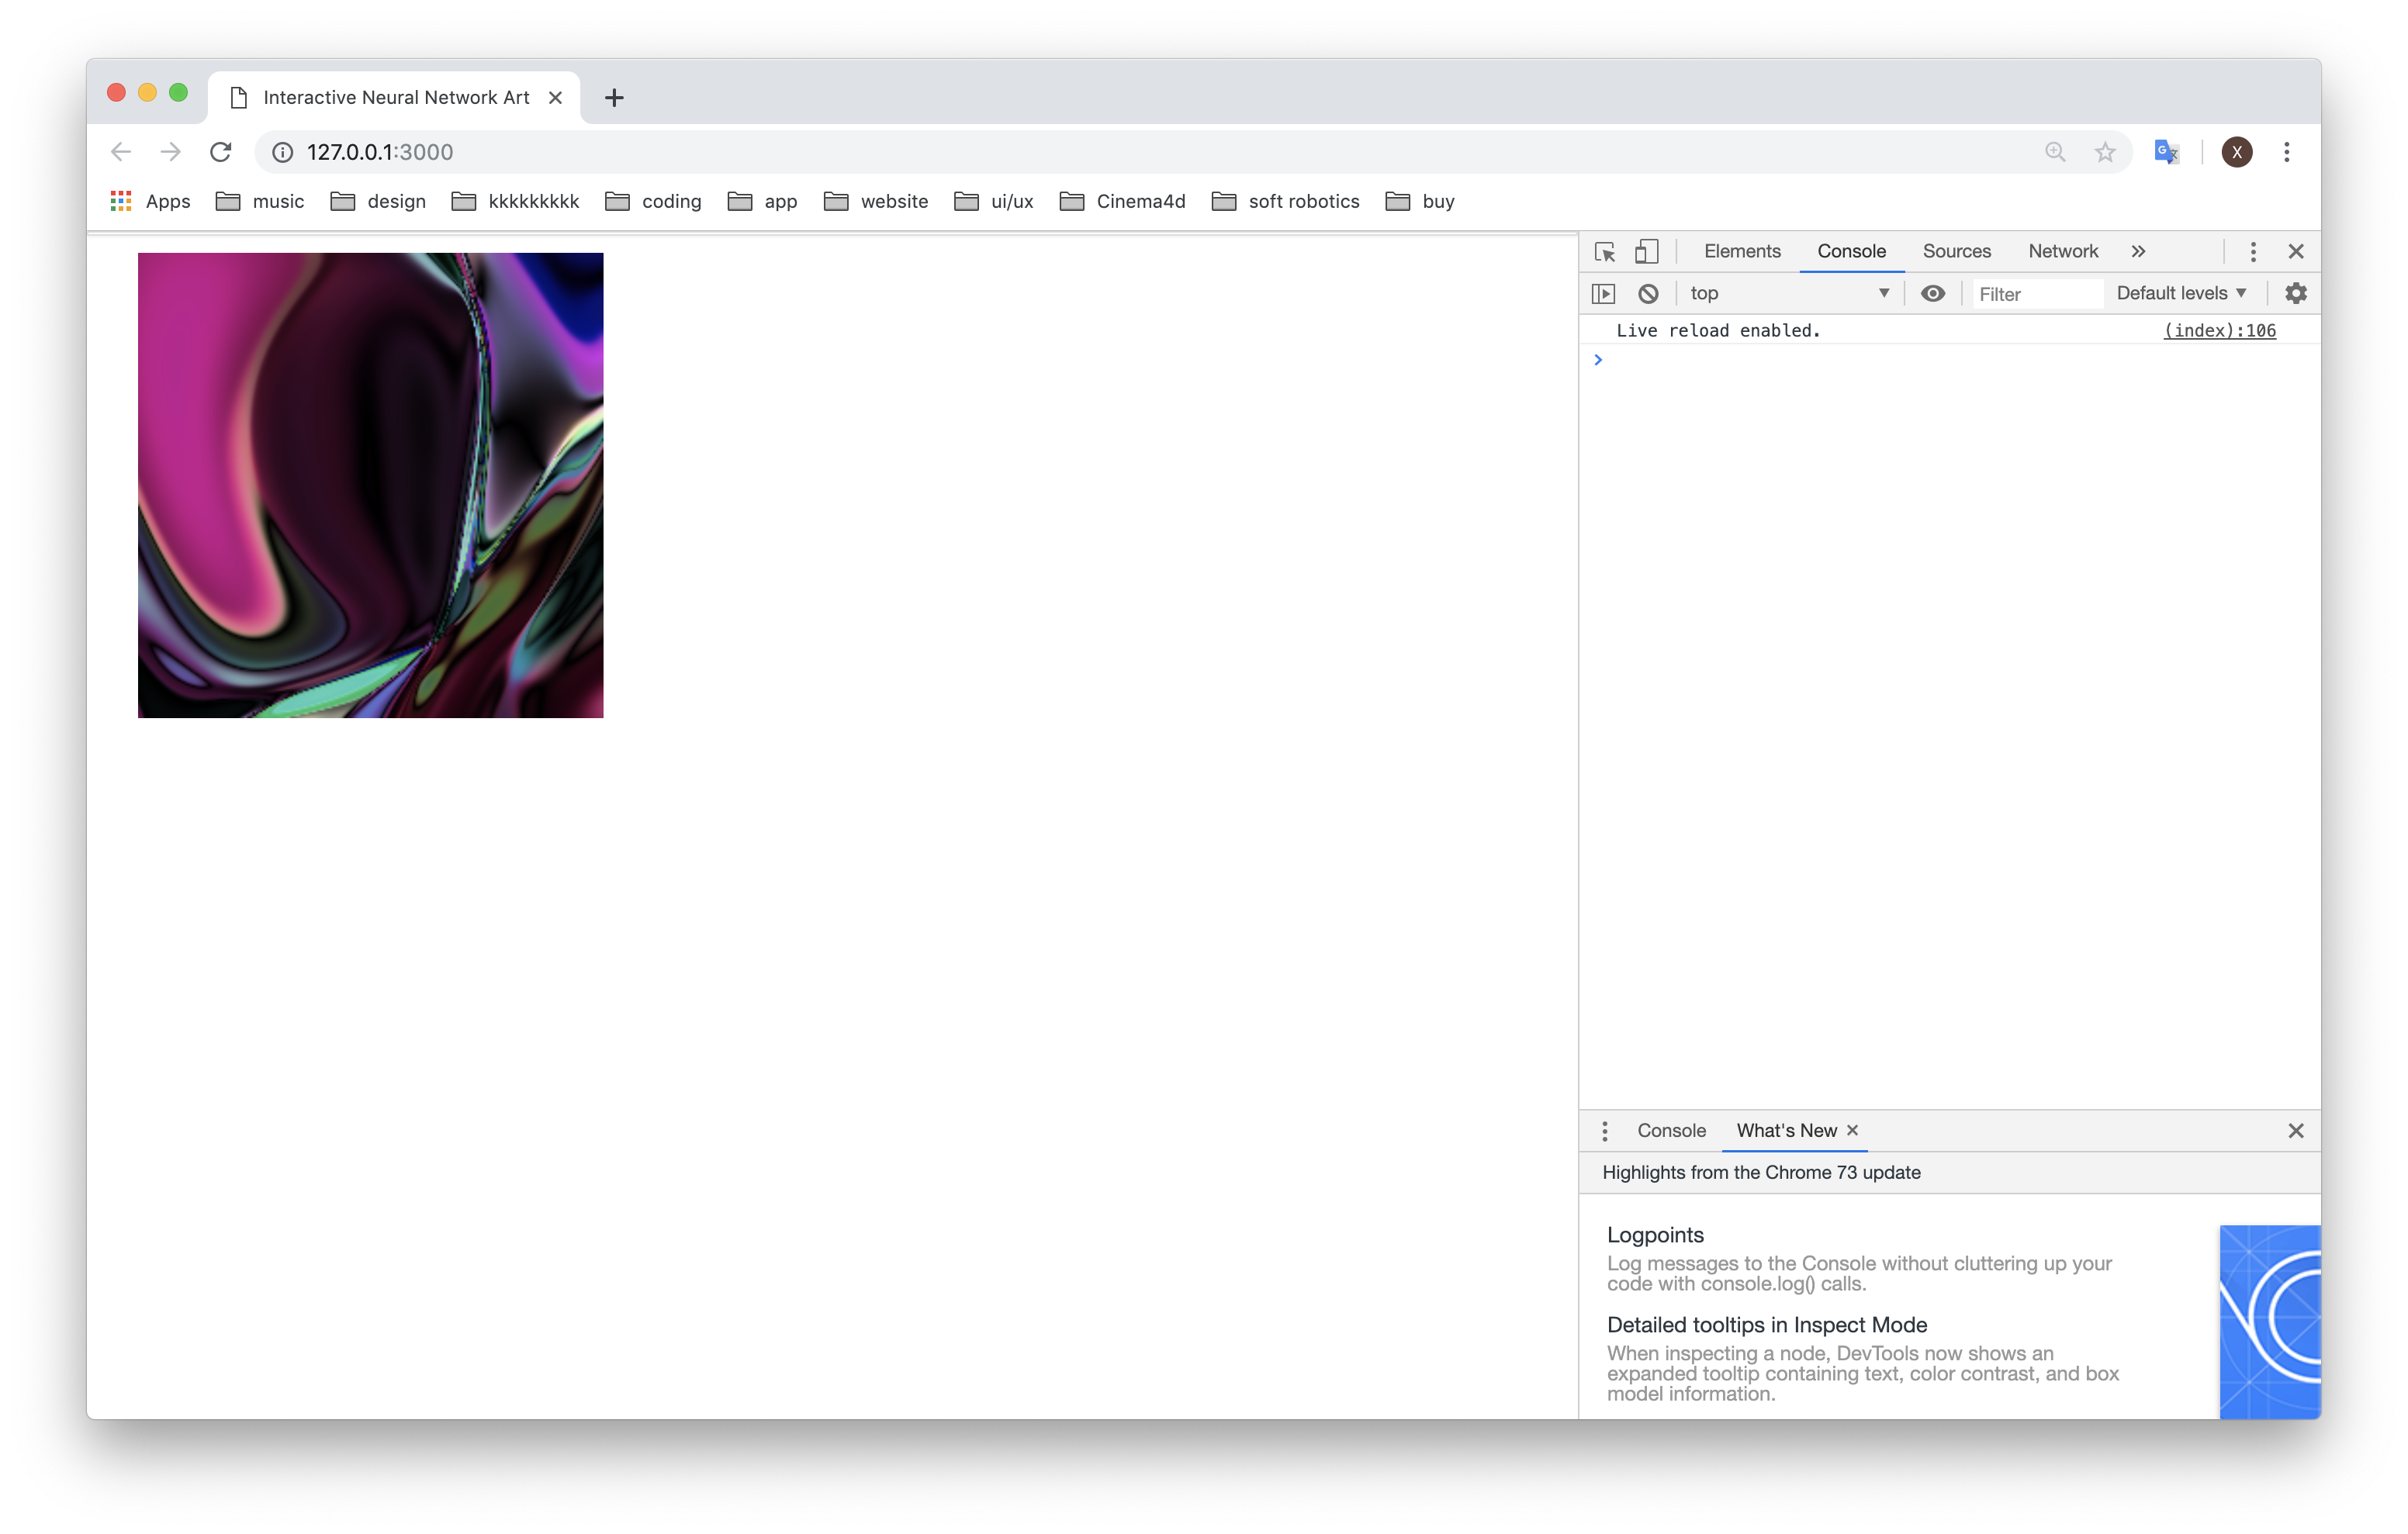 Interactive Neural Network Art
127.0.0.1:3000
X
Apps music design kkkkkkkkk coding app website ui/ux Cinema4d soft robotics buy
Elements Console Sources Network
top Filter Default levels
Live reload enabled. (index):106
Console What's New
Highlights from the Chrome 73 update
Logpoints
Log messages to the Console without cluttering up your
code with console.log() calls.
Detailed tooltips in Inspect Mode
When inspecting a node, DevTools now shows an
expanded tooltip containing text, color contrast, and box
model information.